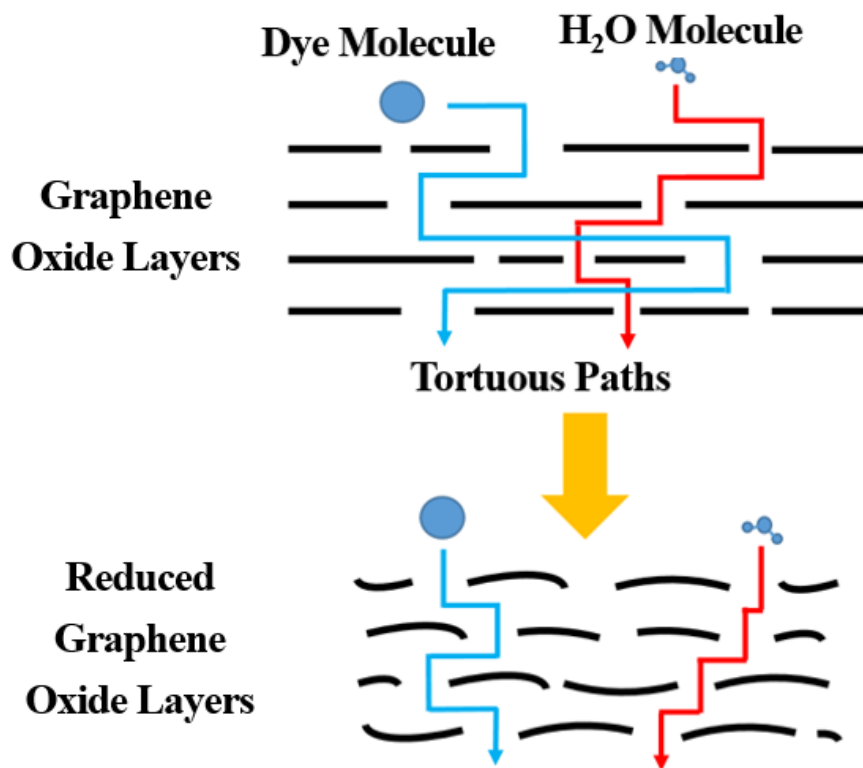 Dye Molecule
H₂O Molecule
Graphene
Oxide Layers
Tortuous Paths
Reduced
Graphene
Oxide Layers